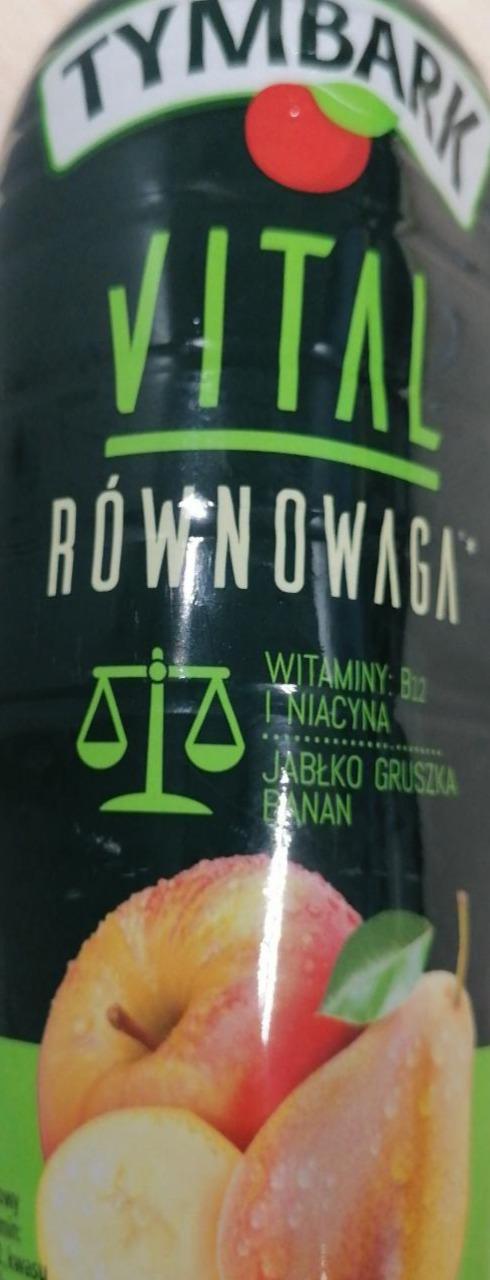 TYMBARK
VITAL
RÓWNOWAGA**
WITAMINY: B12
I NIACYNA
JABŁKO GRUSZKA
BANAN